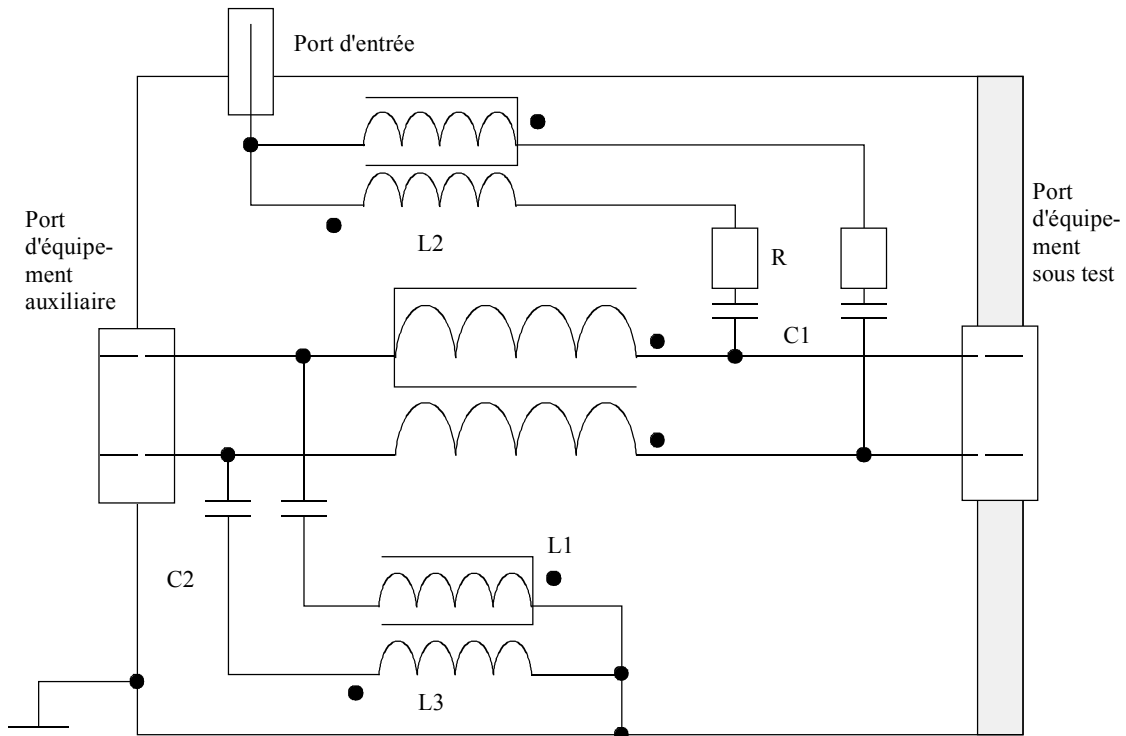 Port d'entrée
Port
d'équipe-
ment
auxiliaire
Port
d'équipe-
ment
sous test
L2
R
C1
L1
C2
L3